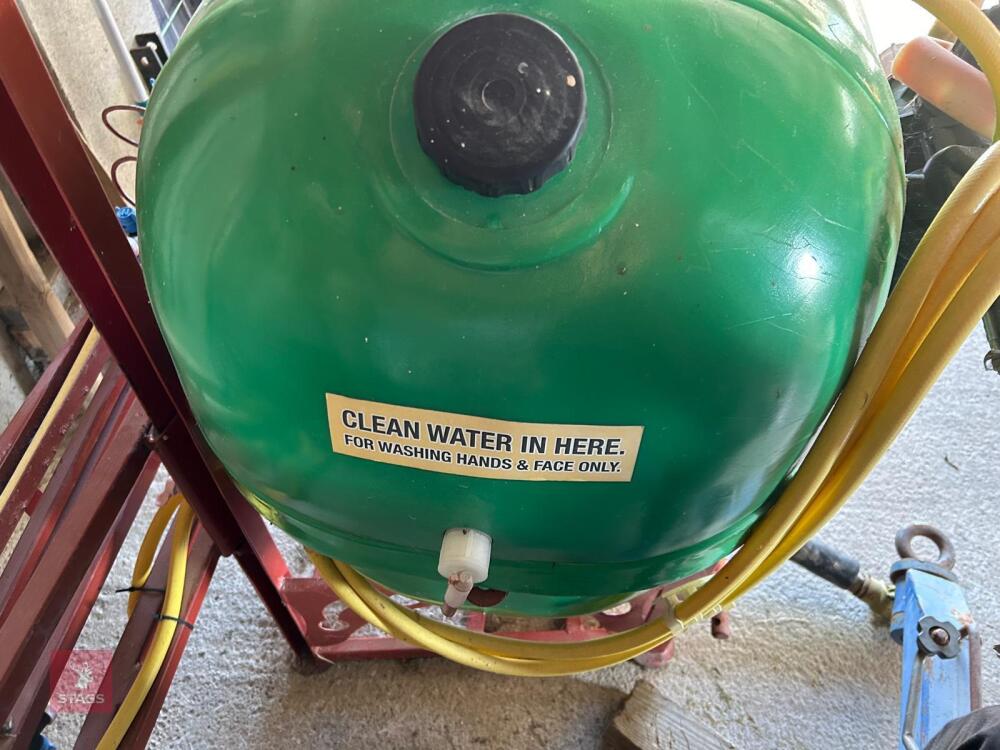 CLEAN WATER IN HERE.
FOR WASHING HANDS & FACE ONLY.
STAGS